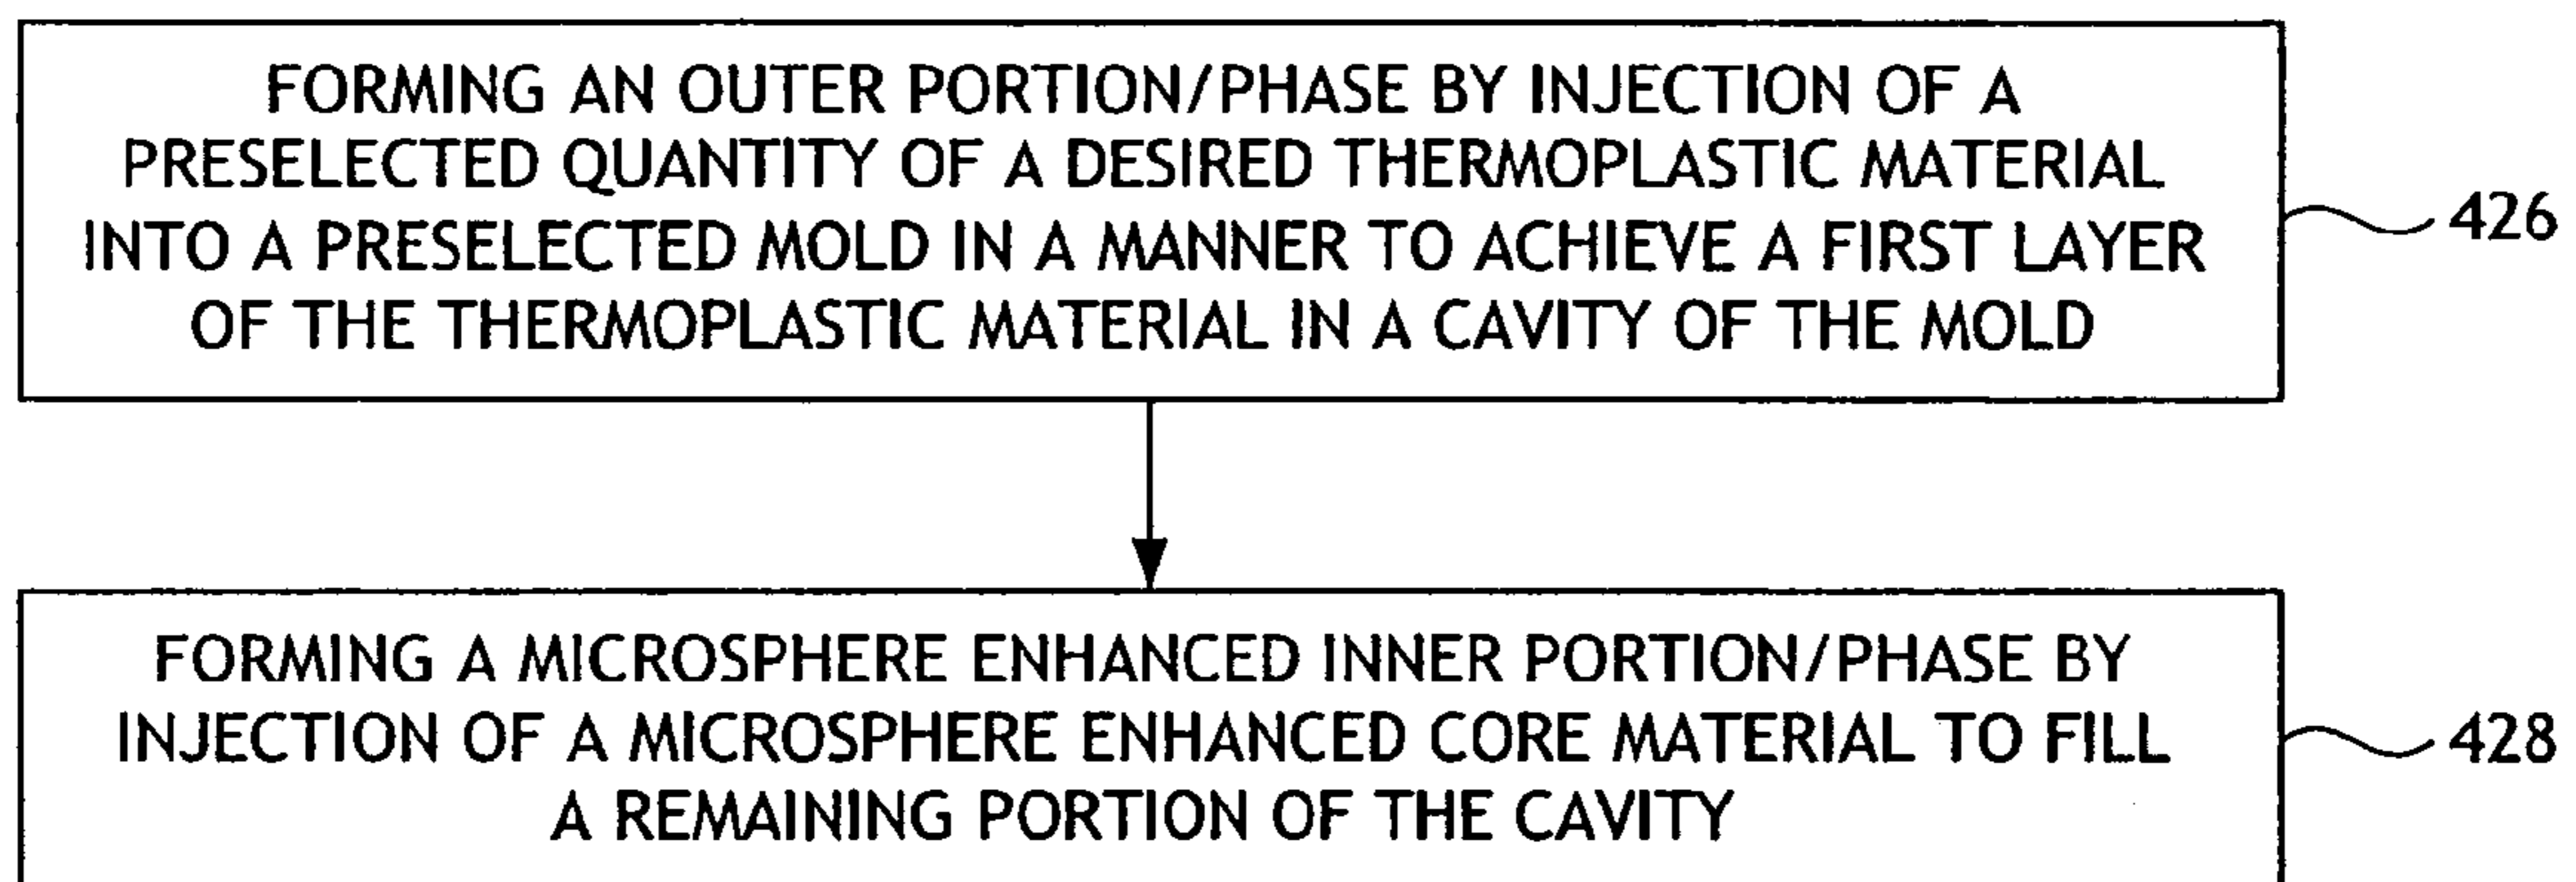 FORMING AN OUTER PORTION/PHASE BY INJECTION OF A
PRESELECTED QUANTITY OF A DESIRED THERMOPLASTIC MATERIAL
INTO A PRESELECTED MOLD IN A MANNER TO ACHIEVE A FIRST LAYER
OF THE THERMOPLASTIC MATERIAL IN A CAVITY OF THE MOLD
426
FORMING A MICROSPHERE ENHANCED INNER PORTION/PHASE BY
INJECTION OF A MICROSPHERE ENHANCED CORE MATERIAL TO FILL
A REMAINING PORTION OF THE CAVITY
428